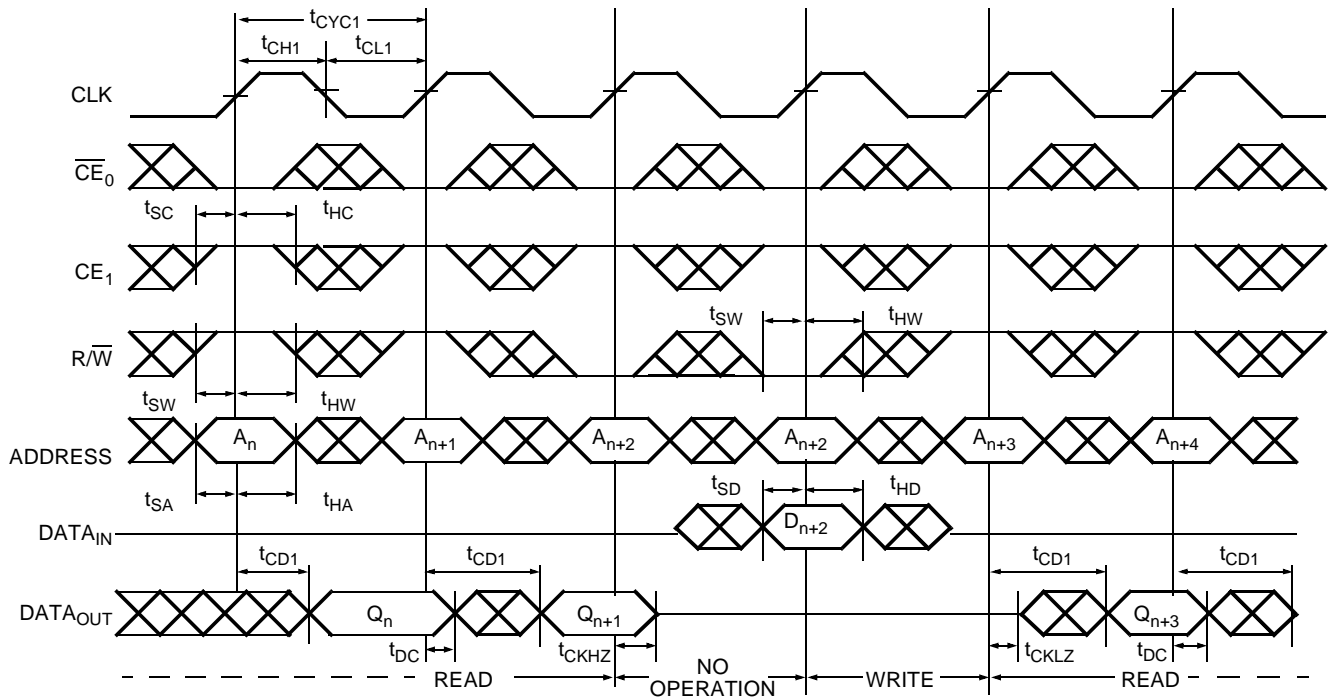 tCYC1
tCH1 tCL1
CLK
CE0
tSC tHC
CE1
tSW tHW
R/W
tSW tHW
An An+1 An+2 An+2 An+3 An+4
ADDRESS
tSA tHA tSD tHD
DATAIN Dn+2
tCD1 tCD1 tCD1 tCD1
DATAOUT Qn Qn+1 Qn+3
tDC tCKHZ tCKLZ tDC
READ NO OPERATION WRITE READ